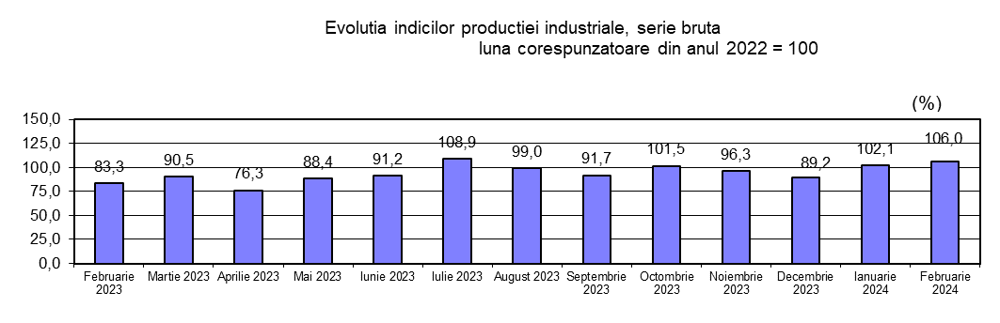 Evolutia indicilor productiei industriale, serie bruta
luna corespunzatoare din anul 2022 = 100
(%)
150,0
125,0
100,0
75,0
50,0
25,0
0,0
83,3
90,5
76,3
88,4
91,2
108,9
99,0
91,7
101,5
96,3
89,2
102,1
106,0
Februarie
2023
Martie 2023
Aprilie 2023
Mai 2023
Iunie 2023
Iulie 2023
August 2023
Septembrie
2023
Octombrie
2023
Noiembrie
2023
Decembrie
2023
Ianuarie
2024
Februarie
2024